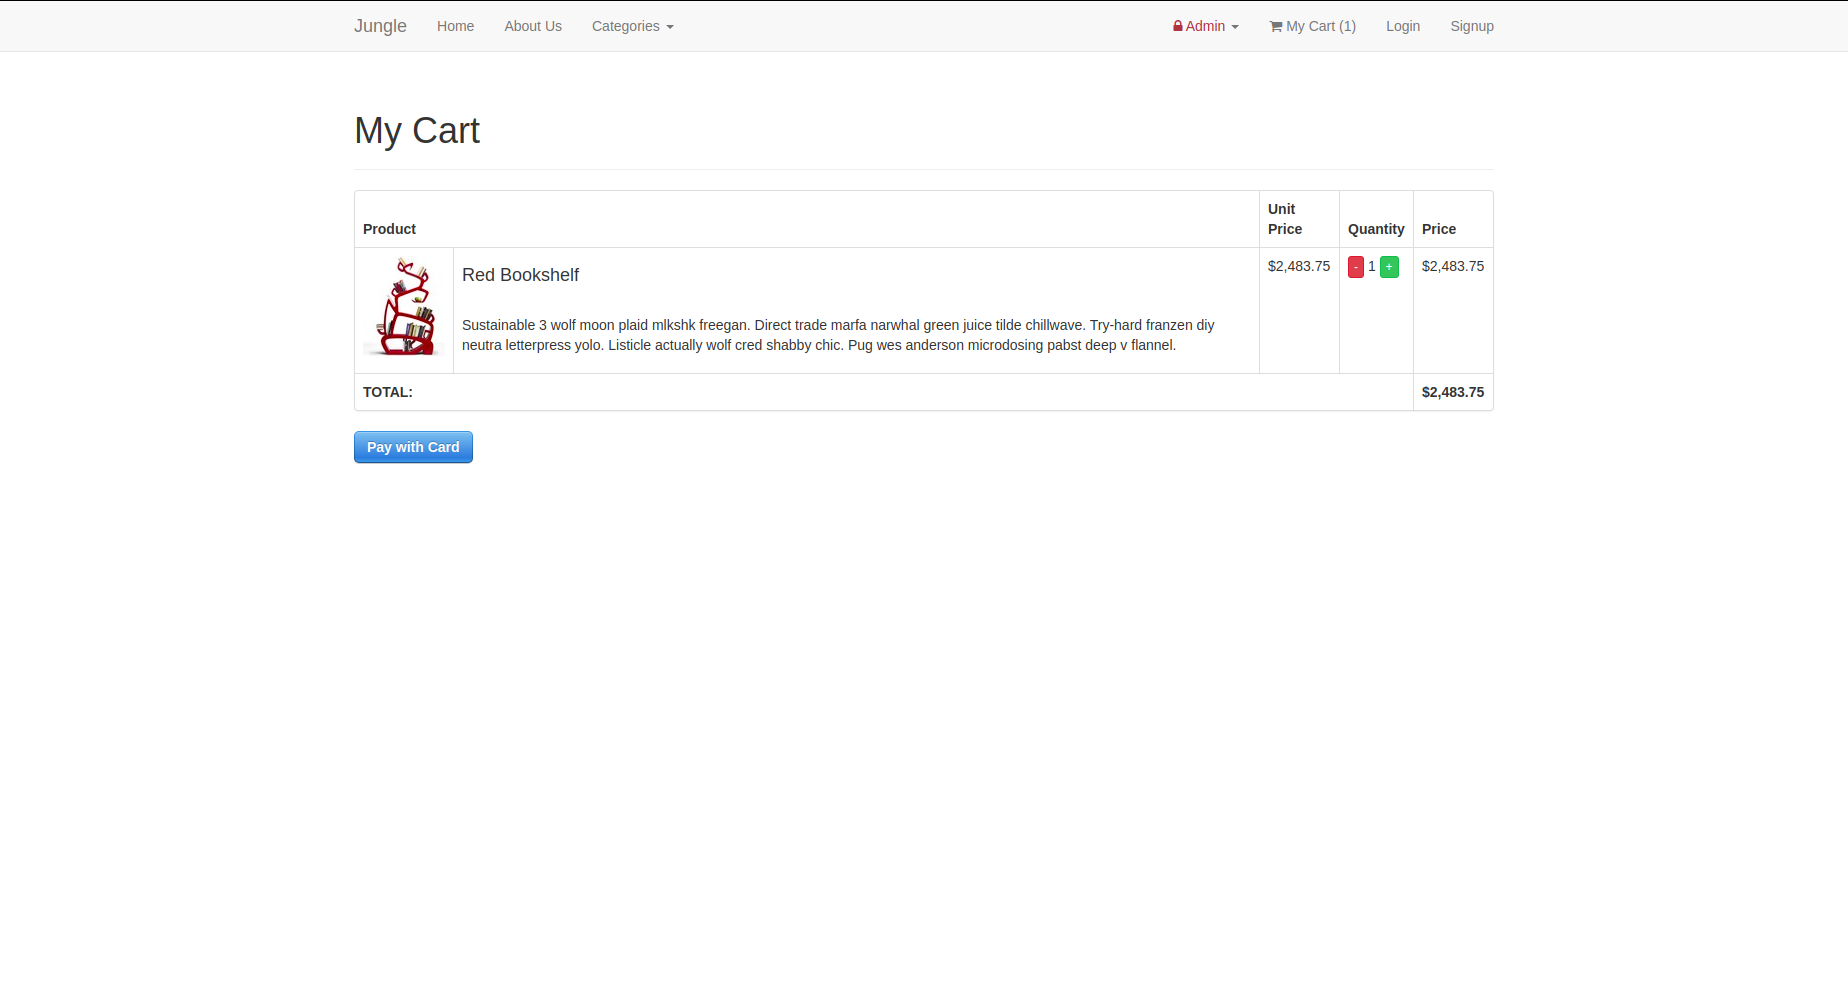 Jungle Home About Us Categories Admin My Cart (1) Login Signup
My Cart
Product Unit Price Quantity Price
Red Bookshelf $2,483.75 - 1 + $2,483.75
Sustainable 3 wolf moon plaid mlkshk freegan. Direct trade marfa narwhal green juice tilde chillwave. Try-hard franzen diy
neutra letterpress yolo. Listicle actually wolf cred shabby chic. Pug wes anderson microdosing pabst deep v flannel.
TOTAL: $2,483.75
Pay with Card